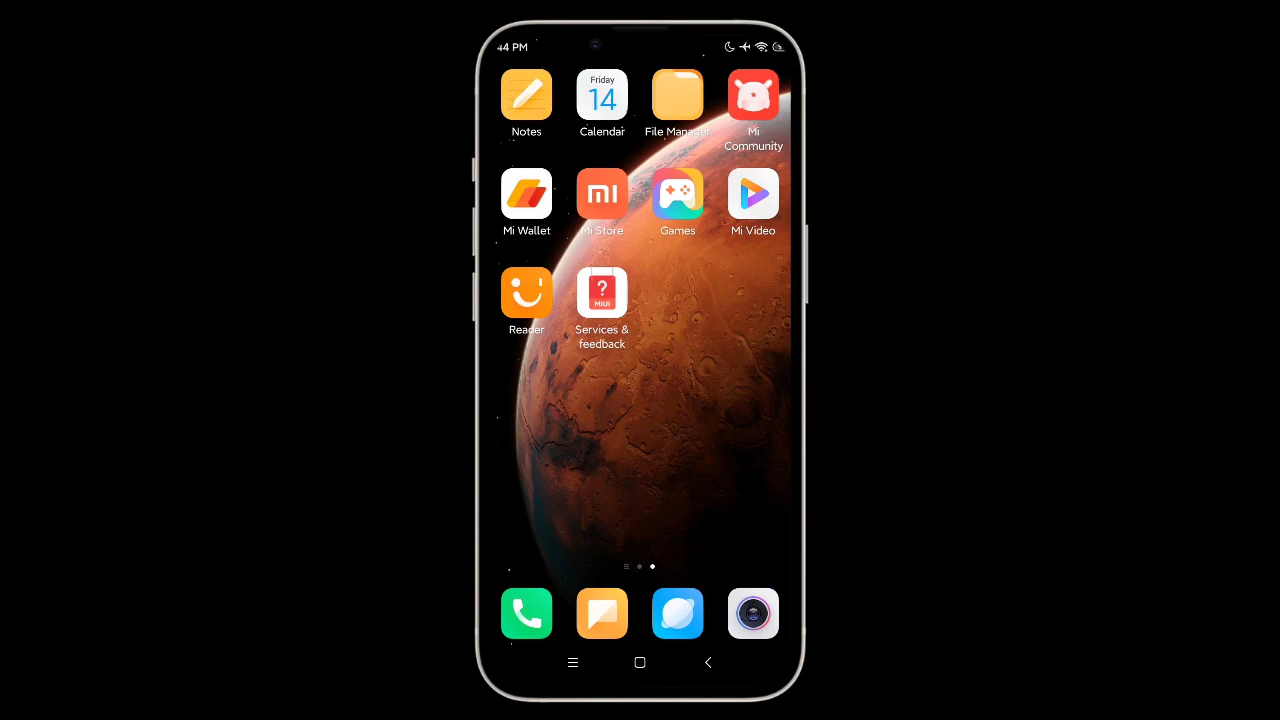 44 PM
Friday
14
Notes
Calendar
File Manager
Mi
Community
mi
Mi Wallet
Mi Store
Games
Mi Video
?
MIUI
Reader
Services &
feedback